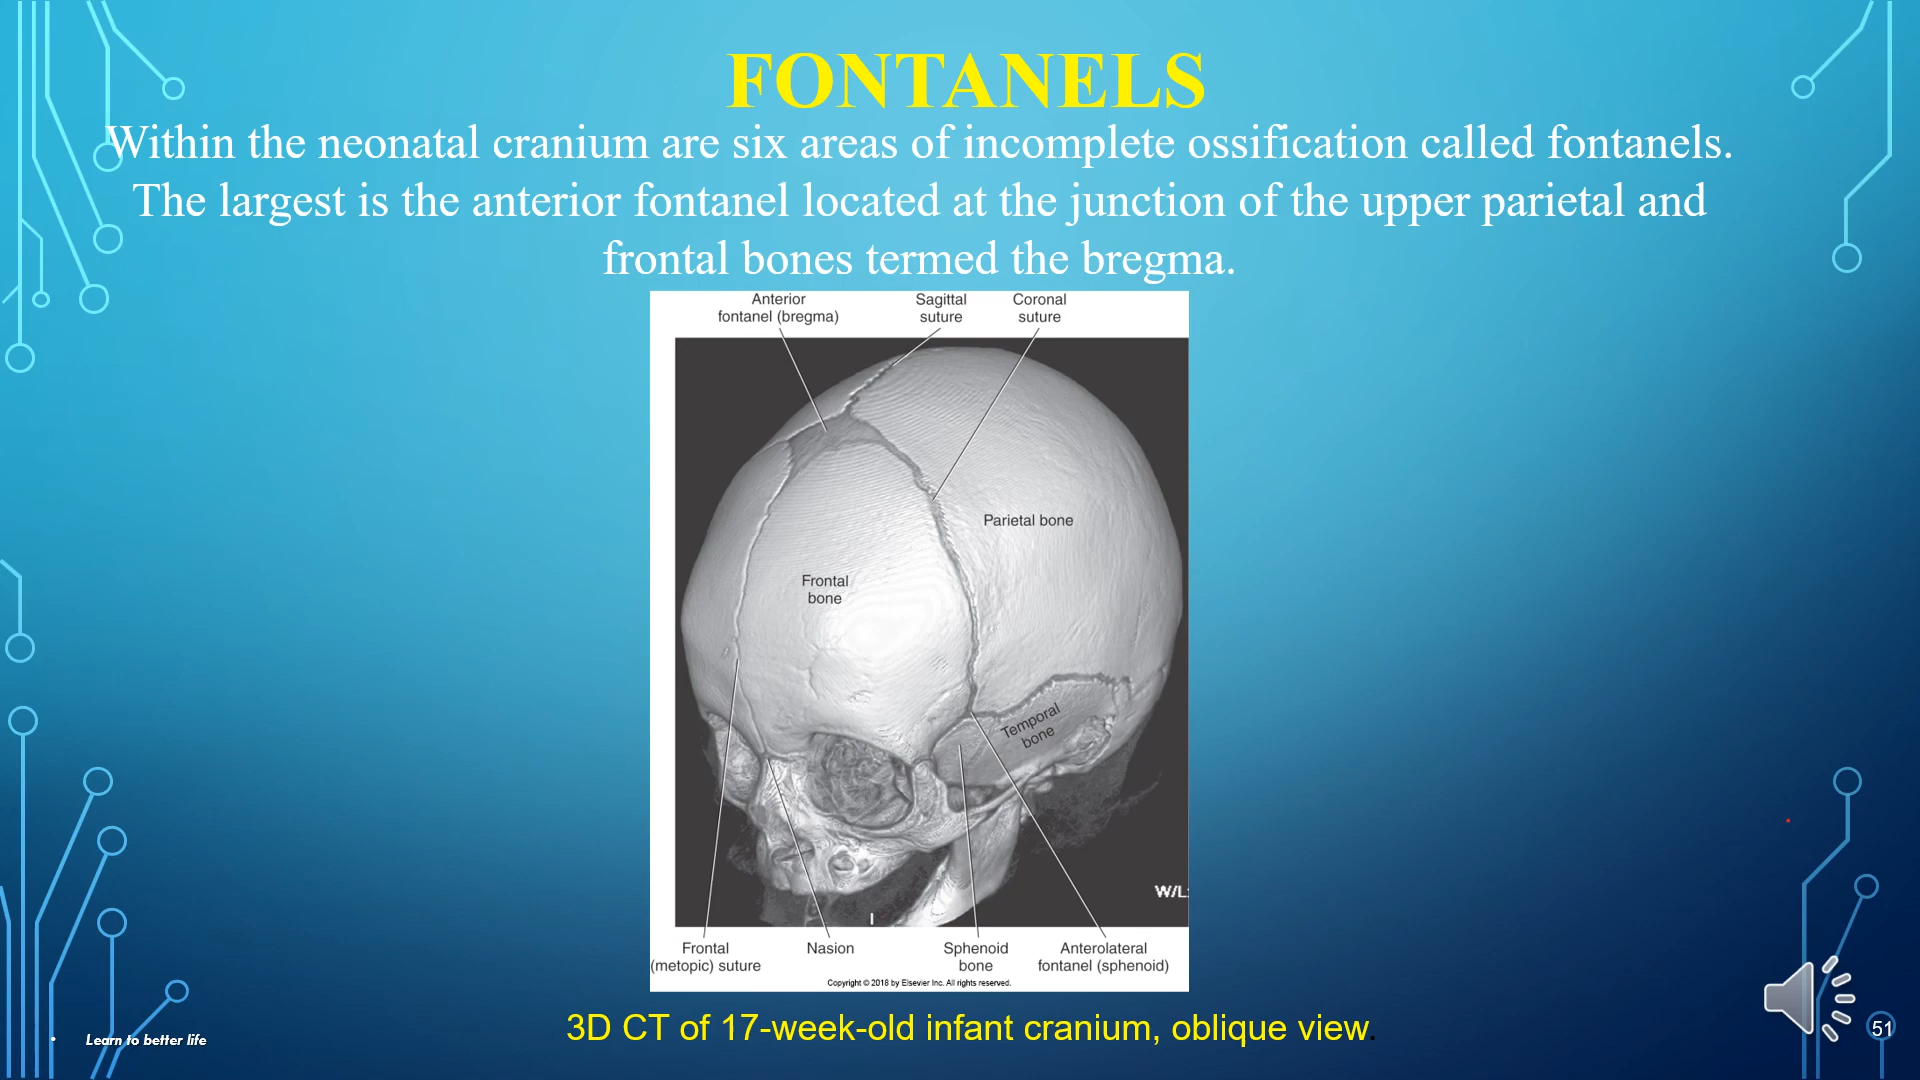 FONTANELS
Within the neonatal cranium are six areas of incomplete ossification called fontanels.
The largest is the anterior fontanel located at the junction of the upper parietal and
frontal bones termed the bregma.
Anterior
fontanel (bregma)
Sagittal
suture
Coronal
suture
Parietal bone
Frontal
bone
Temporal
bone
W/L:
I
Frontal
(metopic) suture
Nasion
Sphenoid
bone
Anterolateral
fontanel (sphenoid)
Copyright © 2018 by Elsevier Inc. All rights reserved.
3D CT of 17-week-old infant cranium, oblique view.
• Learn to better life
51